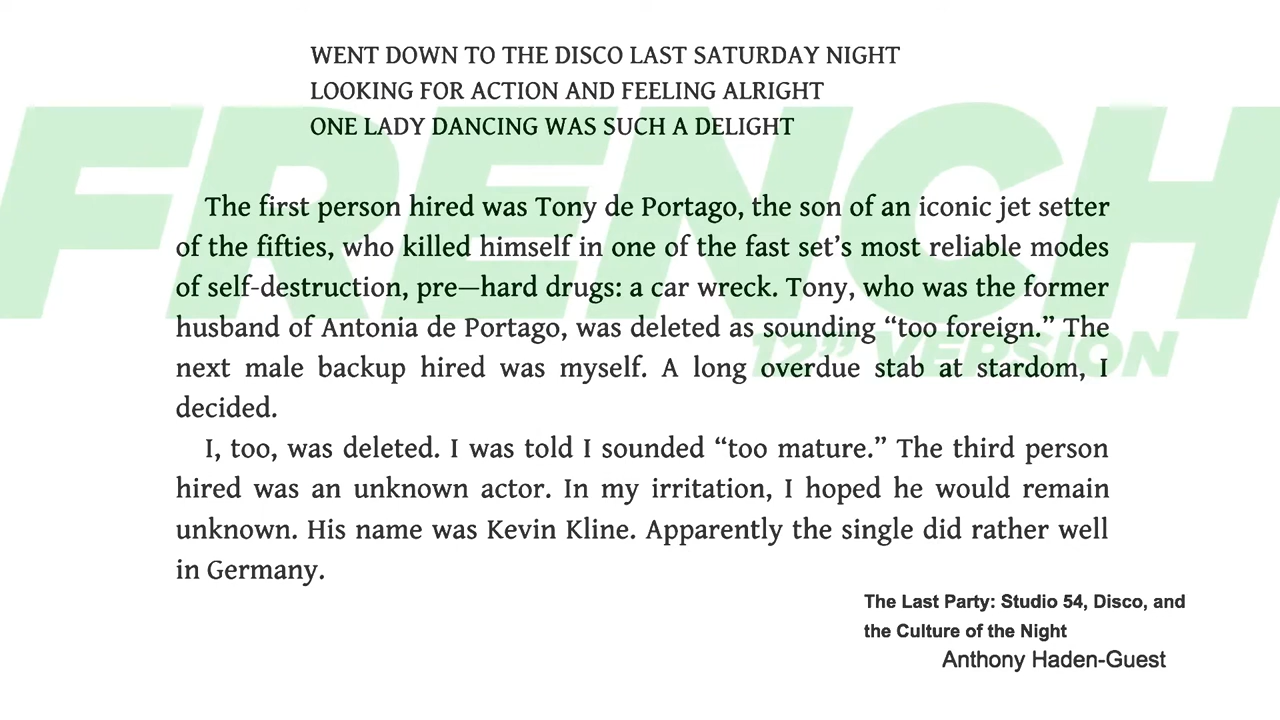 WENT DOWN TO THE DISCO LAST SATURDAY NIGHT
LOOKING FOR ACTION AND FEELING ALRIGHT
ONE LADY DANCING WAS SUCH A DELIGHT
FRENCH
12" VERSION
The first person hired was Tony de Portago, the son of an iconic jet setter
of the fifties, who killed himself in one of the fast set’s most reliable modes
of self-destruction, pre—hard drugs: a car wreck. Tony, who was the former
husband of Antonia de Portago, was deleted as sounding “too foreign.” The
next male backup hired was myself. A long overdue stab at stardom, I
decided.
I, too, was deleted. I was told I sounded “too mature.” The third person
hired was an unknown actor. In my irritation, I hoped he would remain
unknown. His name was Kevin Kline. Apparently the single did rather well
in Germany.
The Last Party: Studio 54, Disco, and
the Culture of the Night
Anthony Haden-Guest